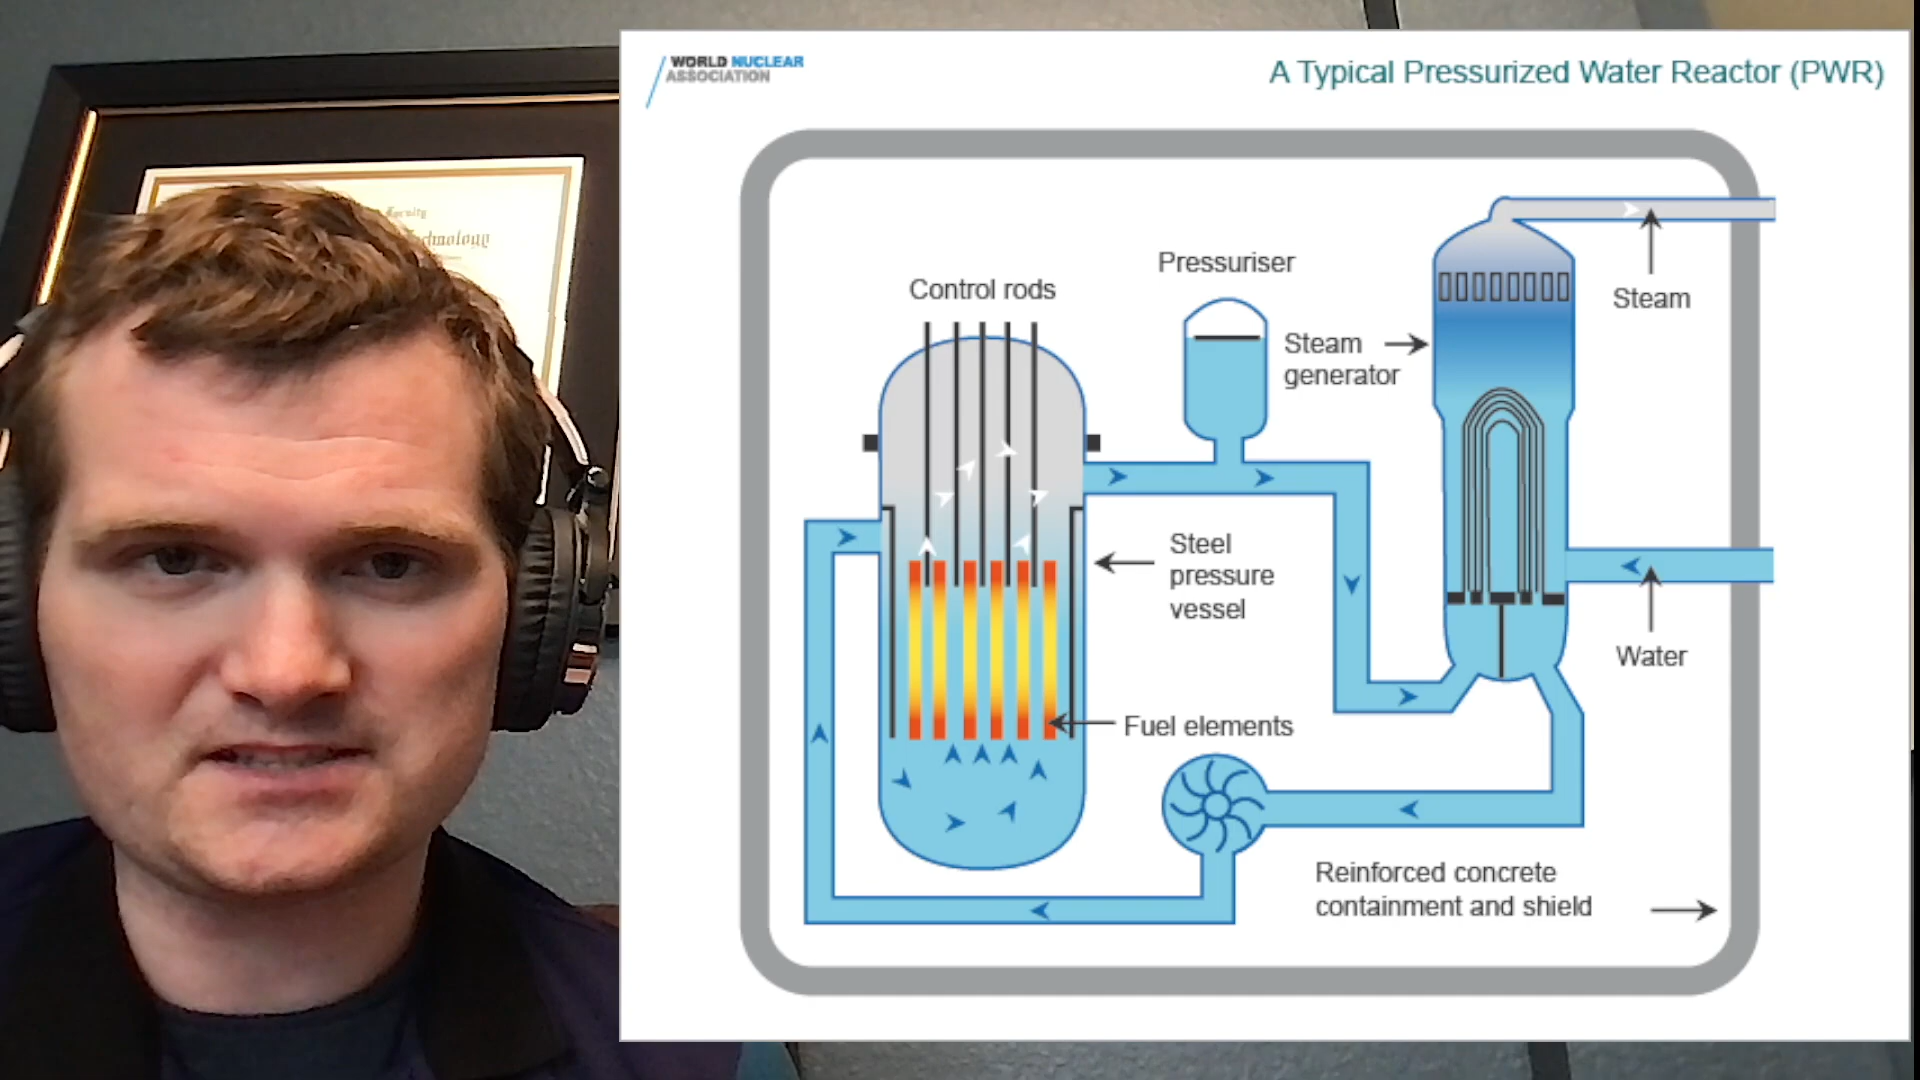 Faculty
WORLD NUCLEAR
ASSOCIATION
A Typical Pressurized Water Reactor (PWR)
Control rods
Pressuriser
Steam
generator
Steam
Steel
pressure
vessel
Water
Fuel elements
Reinforced concrete
containment and shield